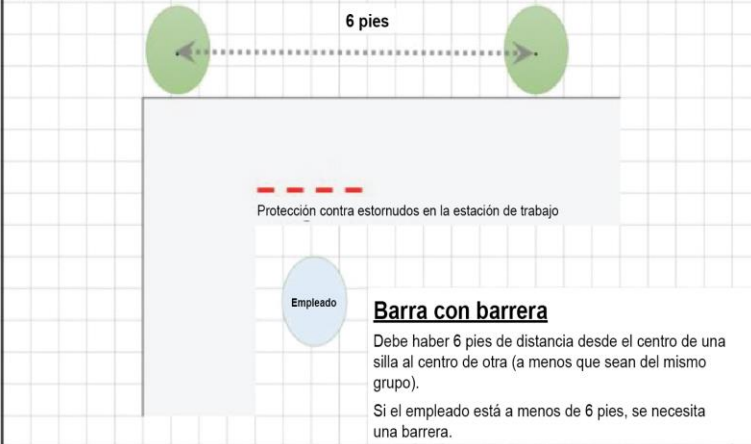 6 pies
Protección contra estornudos en la estación de trabajo
Empleado
Barra con barrera
Debe haber 6 pies de distancia desde el centro de una
silla al centro de otra (a menos que sean del mismo
grupo).
Si el empleado está a menos de 6 pies, se necesita
una barrera.